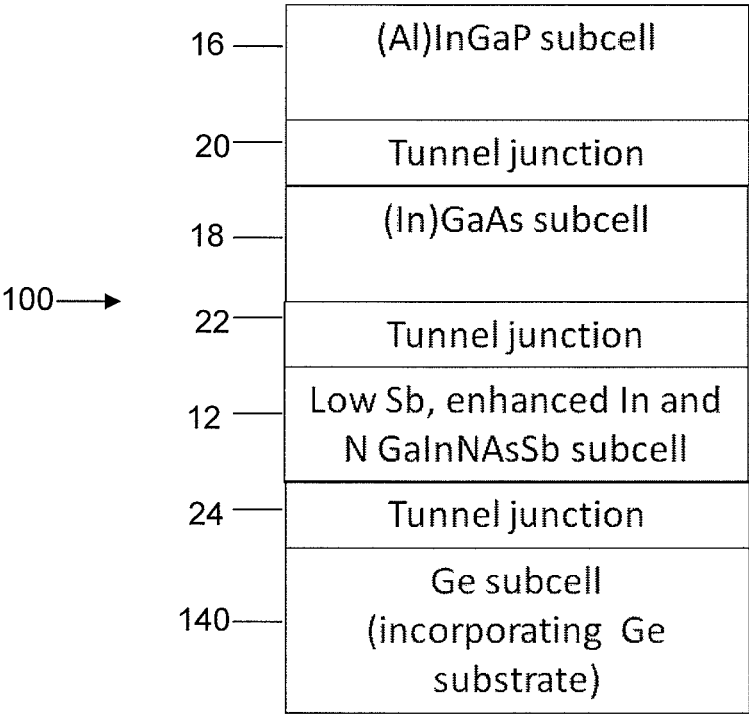 16 (Al)InGaP subcell
20 Tunnel junction
18 (In)GaAs subcell
100
22 Tunnel junction
12 Low Sb, enhanced In and
N GaInNAsSb subcell
24 Tunnel junction
Ge subcell
140 (incorporating Ge
substrate)